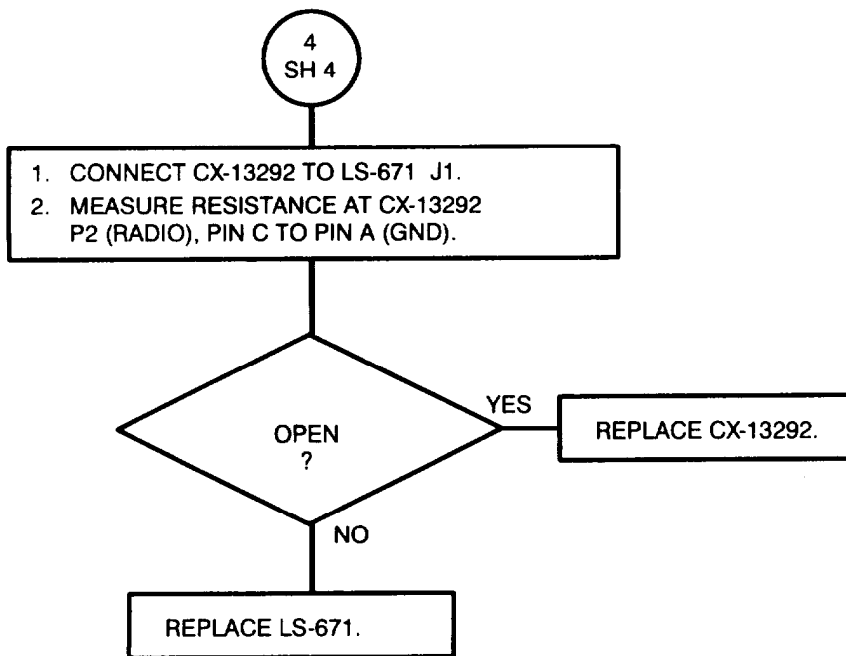 4
SH 4
1. CONNECT CX-13292 TO LS-671 J1.
2. MEASURE RESISTANCE AT CX-13292
P2 (RADIO), PIN C TO PIN A (GND).
OPEN
?
YES
REPLACE CX-13292.
NO
REPLACE LS-671.